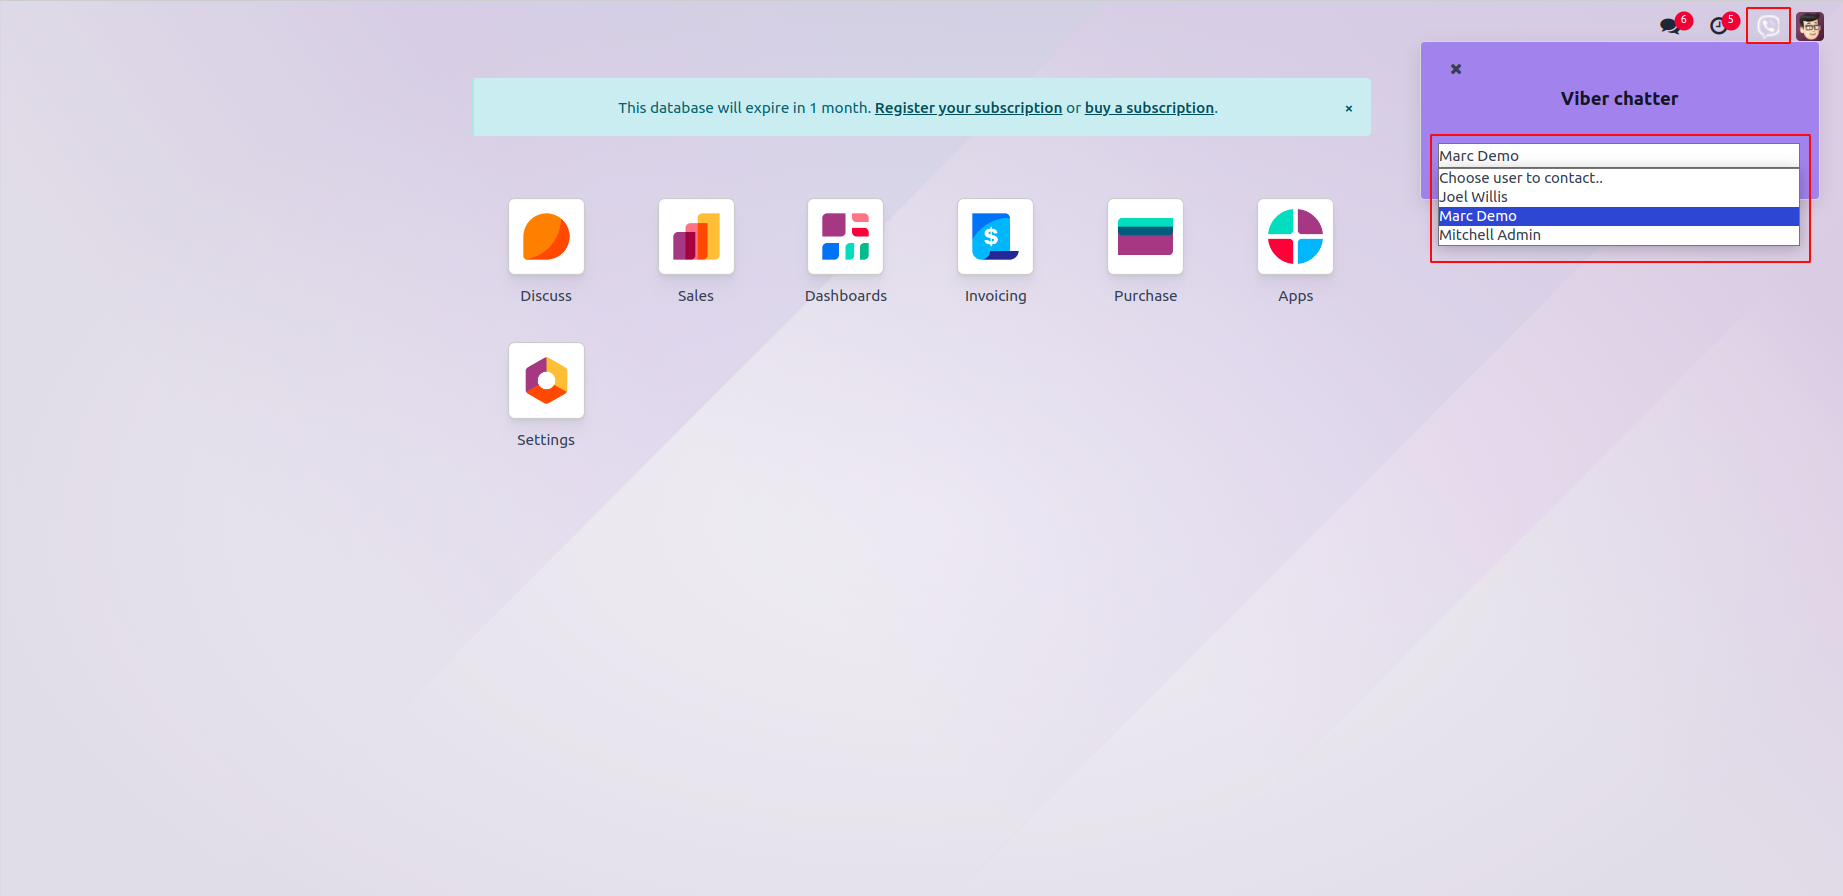 6
5
This database will expire in 1 month. Register your subscription or buy a subscription.
×
Viber chatter
Marc Demo
Choose user to contact..
Joel Willis
Marc Demo
Mitchell Admin
$
Discuss
Sales
Dashboards
Invoicing
Purchase
Apps
Settings